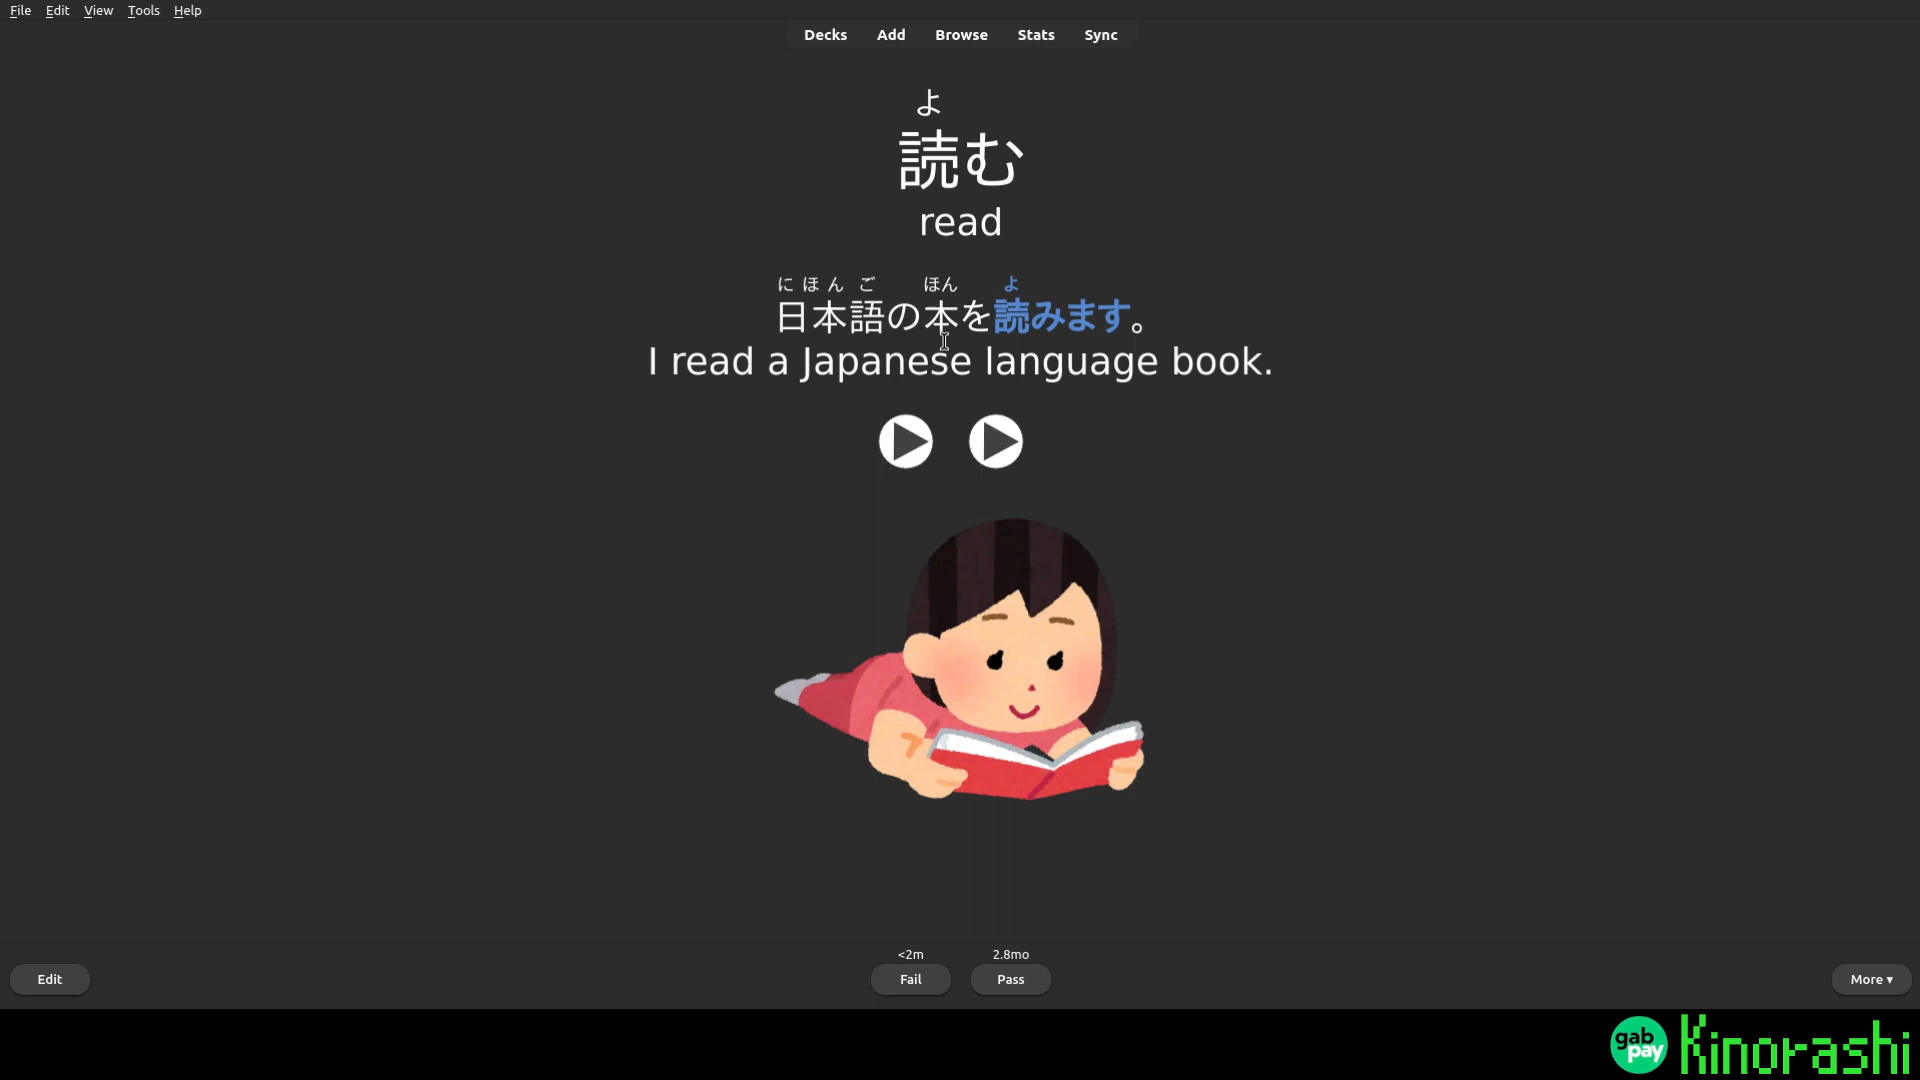 File Edit View Tools Help
Decks Add Browse Stats Sync
よ
読む
read
にほんご ほん よ
日本語の本を読みます。
I read a Japanese language book.
<2m 2.8mo
Edit Fail Pass More ▾
gab pay Kinorashi